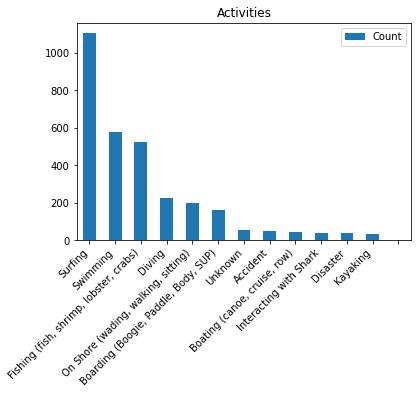 Activities
Count
1000
800
600
400
200
0
Surfing
Swimming
Fishing (fish, shrimp, lobster, crabs)
Diving
On Shore (wading, walking, sitting)
Boarding (Boogie, Paddle, Body, SUP)
Unknown
Accident
Boating (canoe, cruise, row)
Interacting with Shark
Disaster
Kayaking